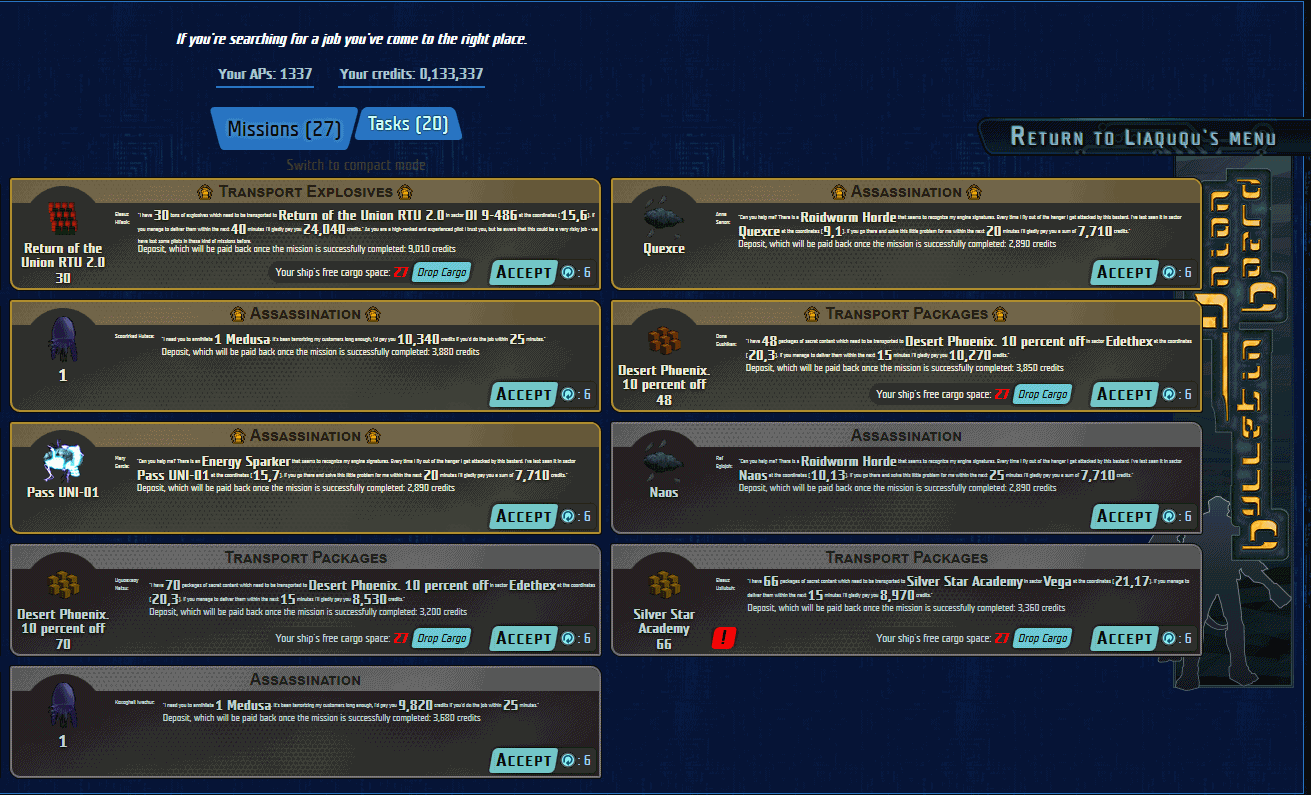 If you're searching for a job you've come to the right place.
Your APs: 1337 Your credits: 0,133,337
Missions (27) Tasks (20)
Switch to compact mode
Return to Liaququ's menu
bulletin board
Transport Explosives
"I have 30 tons of explosives which need to be transported to Return of the Union RTU 2.0 in sector DI 9-486 at the coordinates [15,6]. If
you manage to deliver them within the next 40 minutes I'll gladly pay you 24,040 credits. As you are a high-ranked and experienced pilot I trust you, but be aware that this could be a very risky job - we
have lost some pilots in these kind of missions before.
Deposit, which will be paid back once the mission is successfully completed: 9,010 credits
Return of the
Union RTU 2.0
30
Your ship's free cargo space: 27 Drop Cargo Accept : 6
Assassination
Anna
"Can you help me? There is a Roidworm Horde that seems to recognize my engine signatures. Every time I fly out of the hangar I get attacked by this bastard. I've last seen it in sector
Quexce at the coordinates [9,1]. If you go there and solve this little problem for me within the next 20 minutes I'll gladly pay you a sum of 7,710 credits."
Deposit, which will be paid back once the mission is successfully completed: 2,890 credits
Quexce
Accept : 6
Assassination
"I need you to annihilate 1 Medusa. It's been terrorizing my customers long enough, I'd pay you 10,340 credits if you'd do the job within 25 minutes."
Deposit, which will be paid back once the mission is successfully completed: 3,880 credits
1
Accept : 6
Transport Packages
"I have 48 packages of secret content which need to be transported to Desert Phoenix. 10 percent off in sector Edethex at the coordinates
[20,3]. If you manage to deliver them within the next 15 minutes I'll gladly pay you 10,270 credits."
Deposit, which will be paid back once the mission is successfully completed: 3,850 credits
Desert Phoenix.
10 percent off
48
Your ship's free cargo space: 27 Drop Cargo Accept : 6
Assassination
Mary
Garcia:
"Can you help me? There is an Energy Sparker that seems to recognize my engine signatures. Every time I fly out of the hangar I get attacked by this bastard. I've last seen it in sector
Pass UNI-01 at the coordinates [15,7]. If you go there and solve this little problem for me within the next 20 minutes I'll gladly pay you a sum of 7,710 credits."
Deposit, which will be paid back once the mission is successfully completed: 2,890 credits
Pass UNI-01
Accept : 6
Assassination
"Can you help me? There is a Roidworm Horde that seems to recognize my engine signatures. Every time I fly out of the hangar I get attacked by this bastard. I've last seen it in sector
Naos at the coordinates [10,13]. If you go there and solve this little problem for me within the next 25 minutes I'll gladly pay you a sum of 7,710 credits."
Deposit, which will be paid back once the mission is successfully completed: 2,890 credits
Naos
Accept : 6
Transport Packages
"I have 70 packages of secret content which need to be transported to Desert Phoenix. 10 percent off in sector Edethex at the coordinates
[20,3]. If you manage to deliver them within the next 15 minutes I'll gladly pay you 8,530 credits."
Deposit, which will be paid back once the mission is successfully completed: 3,200 credits
Desert Phoenix.
10 percent off
70
Your ship's free cargo space: 27 Drop Cargo Accept : 6
Transport Packages
"I have 66 packages of secret content which need to be transported to Silver Star Academy in sector Vega at the coordinates [21,17]. If you manage to
deliver them within the next 15 minutes I'll gladly pay you 8,970 credits."
Deposit, which will be paid back once the mission is successfully completed: 3,360 credits
Silver Star
Academy
66
! Your ship's free cargo space: 27 Drop Cargo Accept : 6
Assassination
"I need you to annihilate 1 Medusa. It's been terrorizing my customers long enough, I'd pay you 9,820 credits if you'd do the job within 25 minutes."
Deposit, which will be paid back once the mission is successfully completed: 3,680 credits
1
Accept : 6